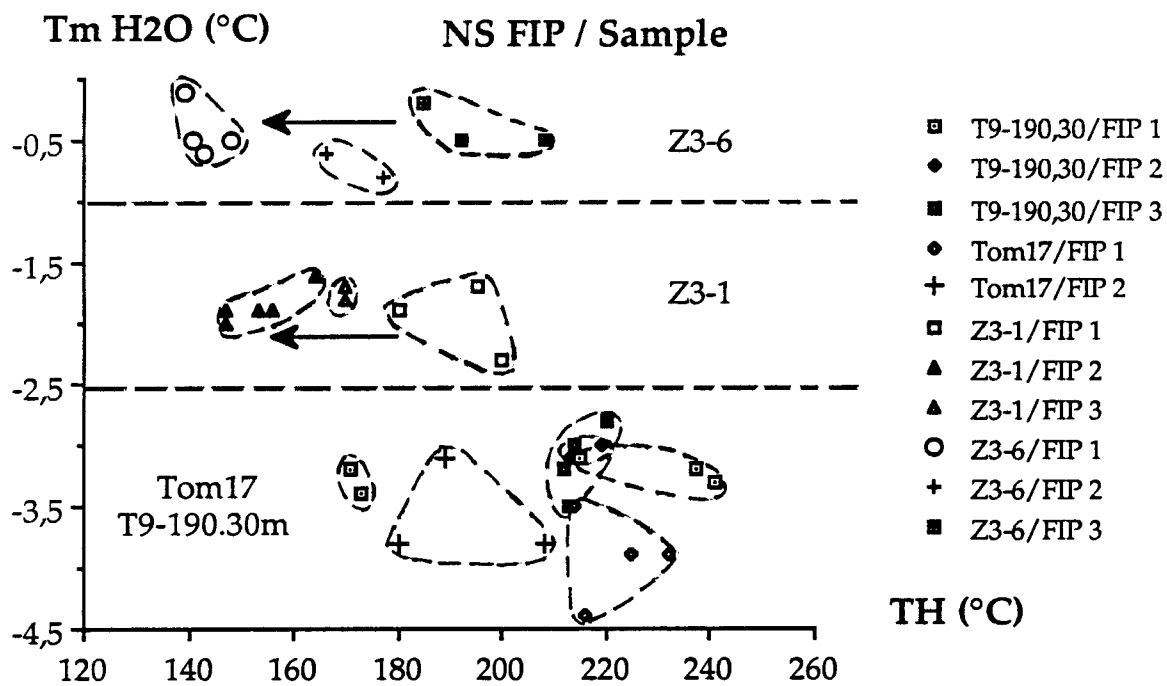 Tm H2O (°C)
NS FIP / Sample
-0,5
-1,5
-2,5
-3,5
-4,5
Z3-6
Z3-1
Tom17
T9-190.30m
120 140 160 180 200 220 240 260
TH (°C)
T9-190,30/FIP 1
T9-190,30/FIP 2
T9-190,30/FIP 3
Tom17/FIP 1
Tom17/FIP 2
Z3-1/FIP 1
Z3-1/FIP 2
Z3-1/FIP 3
Z3-6/FIP 1
Z3-6/FIP 2
Z3-6/FIP 3